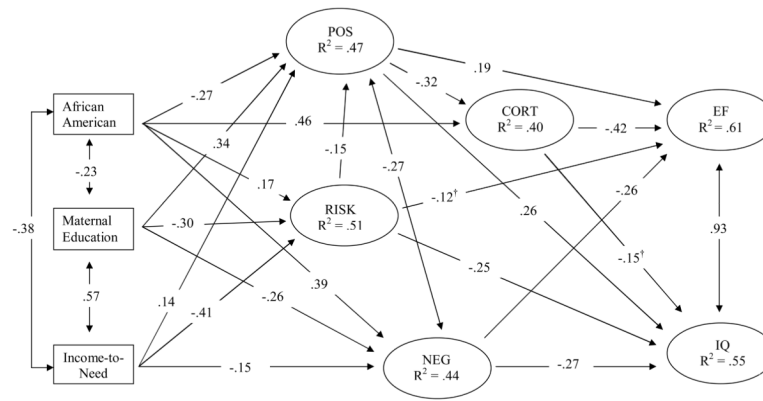 POS
R² = .47
African
American
-.27
.19
-.32
CORT
R² = .40
EF
R² = .61
.46
-.42
.34
-.23
-.15
-.27
.17
-.12†
-.26
RISK
R² = .51
Maternal
Education
-.30
.26
-.38
.93
-.15†
-.25
.57
-.26
.39
.14
-.41
Income-to-
Need
-.15
NEG
R² = .44
-.27
IQ
R² = .55